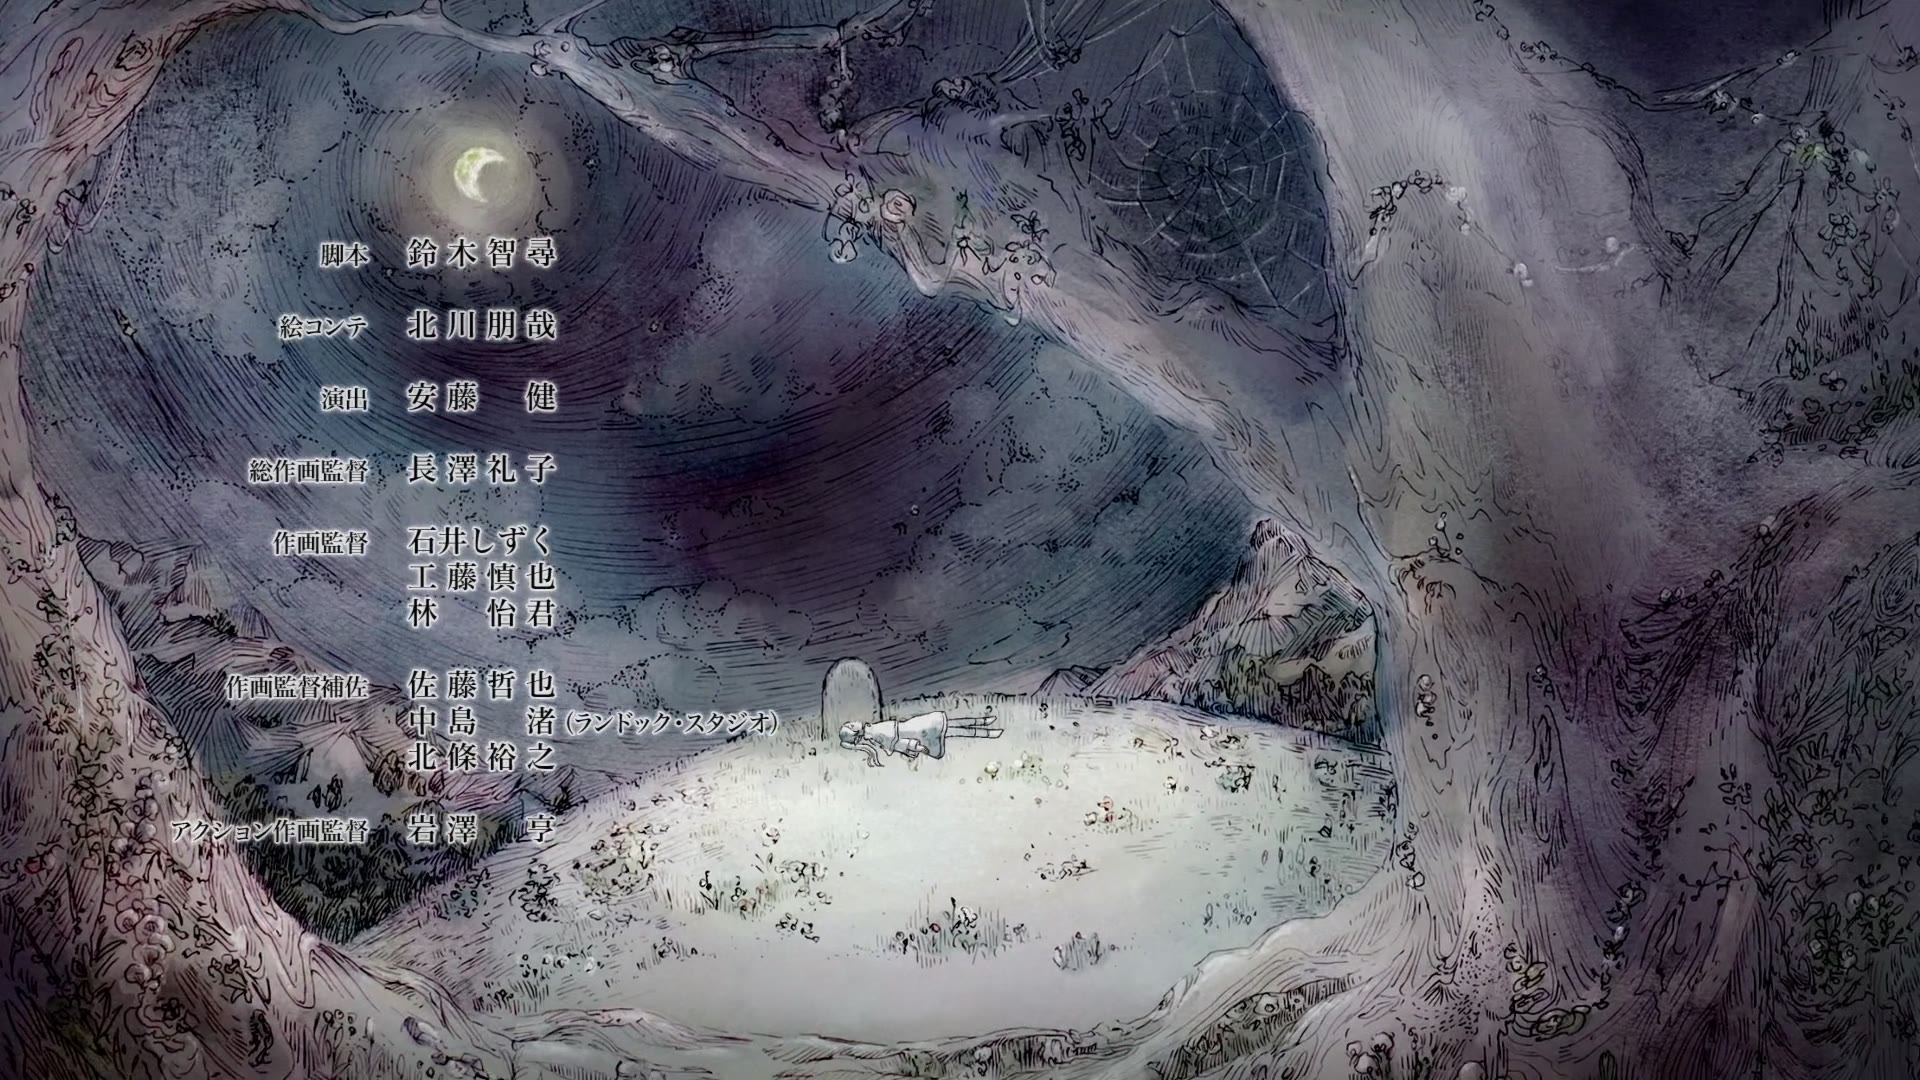 脚本 鈴木智尋
絵コンテ 北川朋哉
演出 安藤 健
総作画監督 長澤礼子
作画監督 石井しずく
工藤慎也
林 怡君
作画監督補佐 佐藤哲也
中島 渚(ランドック・スタジオ)
北條裕之
アクション作画監督 岩澤 亨